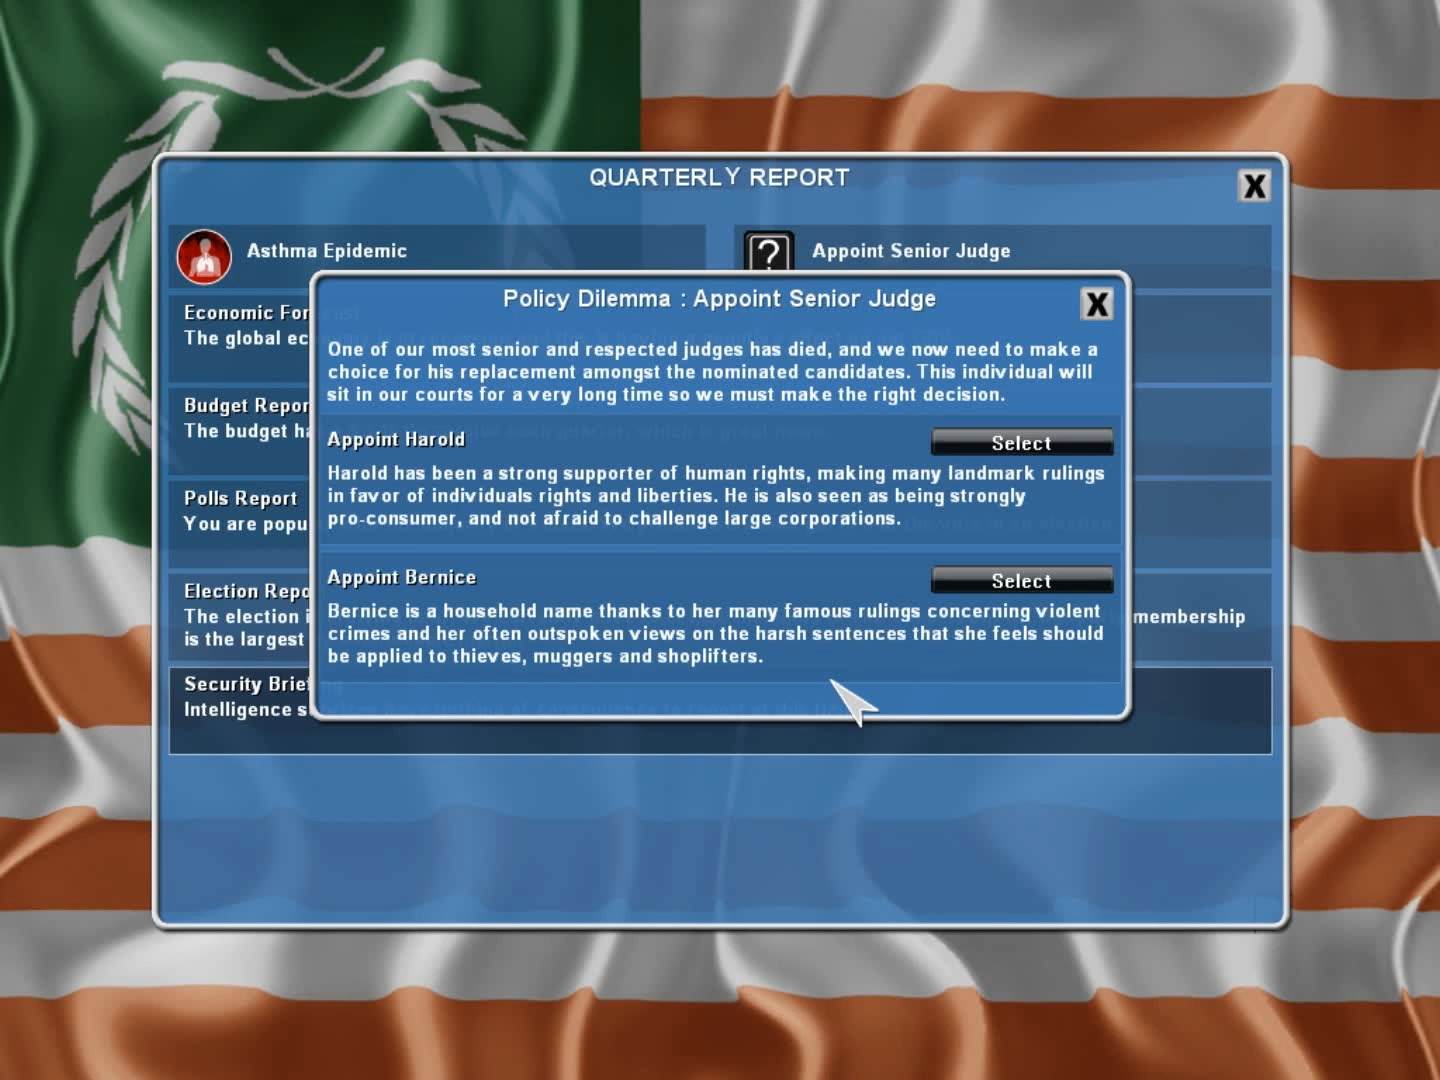 QUARTERLY REPORT
X
Asthma Epidemic
?
Appoint Senior Judge
Economic
The global
Budget
The budget
Polls Report
You are
Election
The election
membership
is the largest
Security
Intelligence
Policy Dilemma : Appoint Senior Judge
X
One of our most senior and respected judges has died, and we now need to make a
choice for his replacement amongst the nominated candidates. This individual will
sit in our courts for a very long time so we must make the right decision.
Appoint Harold
Select
Harold has been a strong supporter of human rights, making many landmark rulings
in favor of individuals rights and liberties. He is also seen as being strongly
pro-consumer, and not afraid to challenge large corporations.
Appoint Bernice
Select
Bernice is a household name thanks to her many famous rulings concerning violent
crimes and her often outspoken views on the harsh sentences that she feels should
be applied to thieves, muggers and shoplifters.